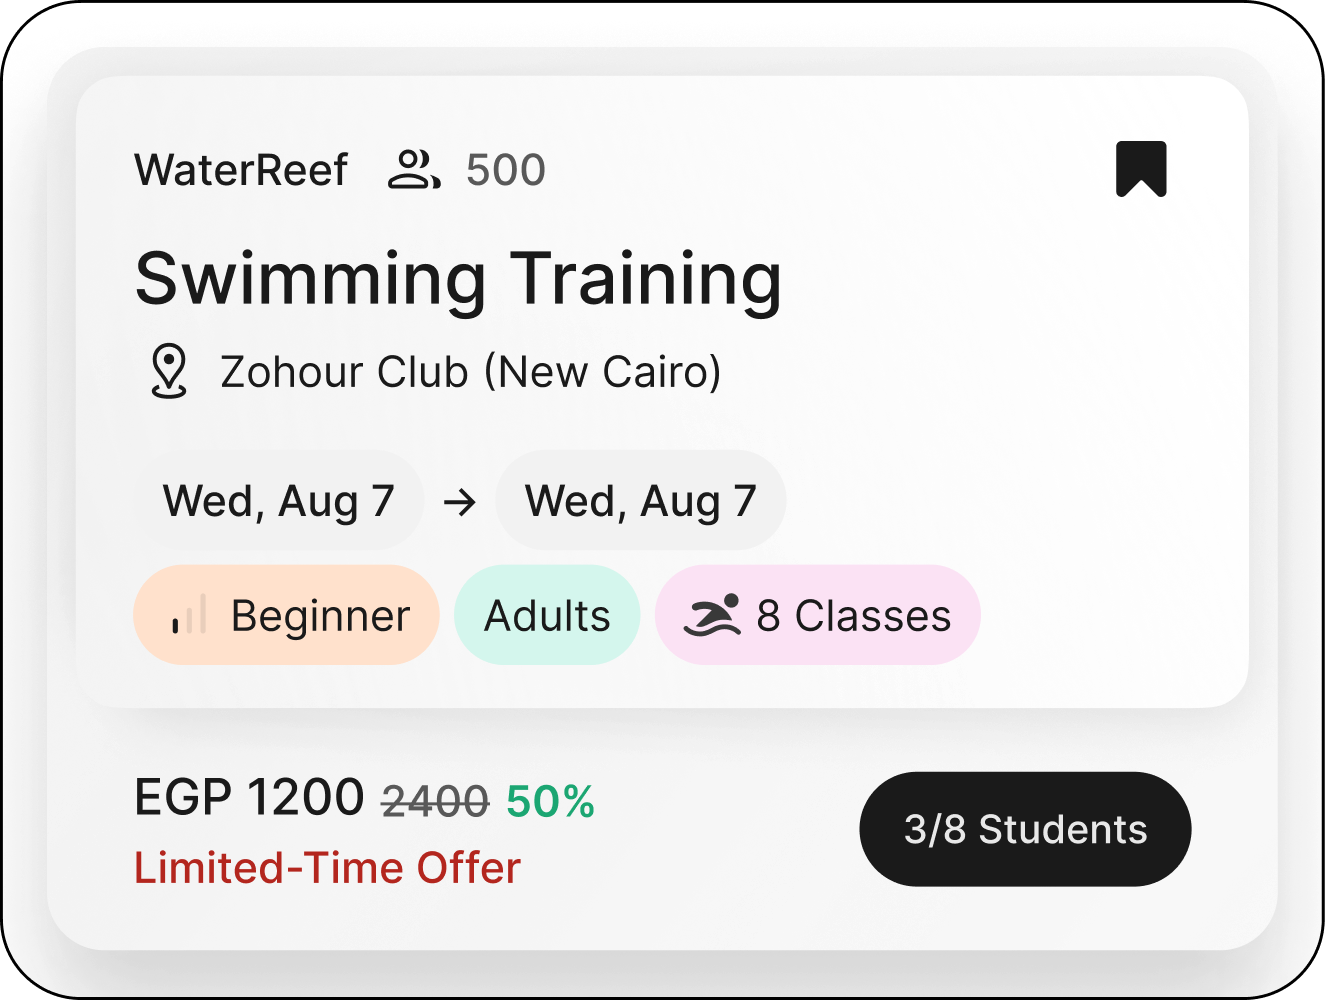 WaterReef 500
Swimming Training
Zohour Club (New Cairo)
Wed, Aug 7 → Wed, Aug 7
Beginner Adults 8 Classes
EGP 1200 2400 50%
Limited-Time Offer
3/8 Students